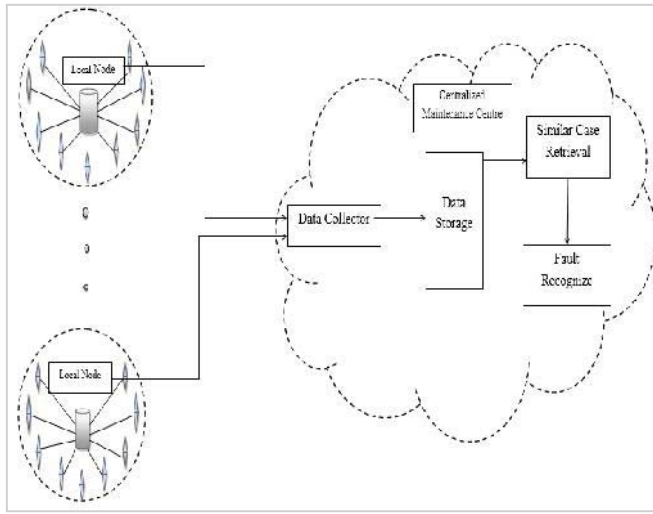 Local Node
Centralized
Maintenance Centre
Similar Case
Retrieval
Data Collector
Data
Storage
Fault
Recognize
Local Node